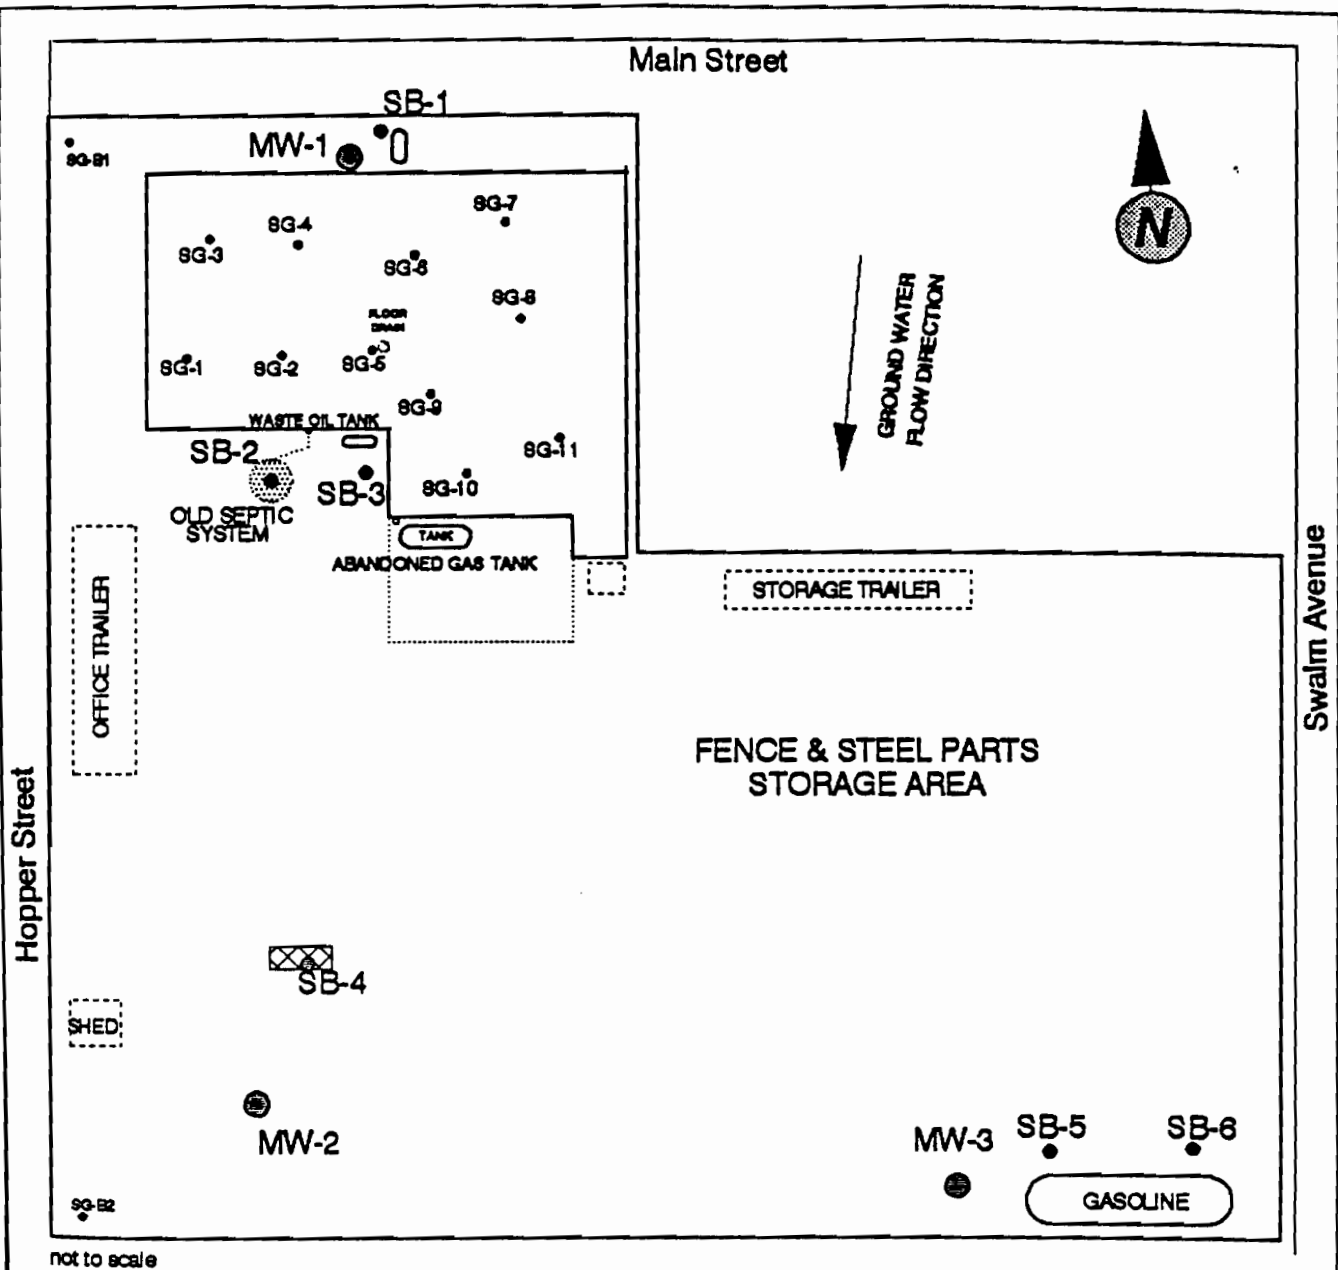 Main Street
SB-1
MW-1
SG-B1
SG-7
SG-4
SG-3
SG-6
N
SG-8
GROUND WATER
FLOW DIRECTION
FLOOR
DRAIN
SG-1
SG-2
SG-5
SG-9
WASTE OIL TANK
SB-2
SG-11
SB-3
SG-10
OLD SEPTIC
SYSTEM
TANK
ABANDONED GAS TANK
STORAGE TRAILER
OFFICE TRAILER
Swalm Avenue
FENCE & STEEL PARTS
STORAGE AREA
Hopper Street
SB-4
SHED
MW-2
MW-3
SB-5
SB-6
GASOLINE
SG-B2
not to scale